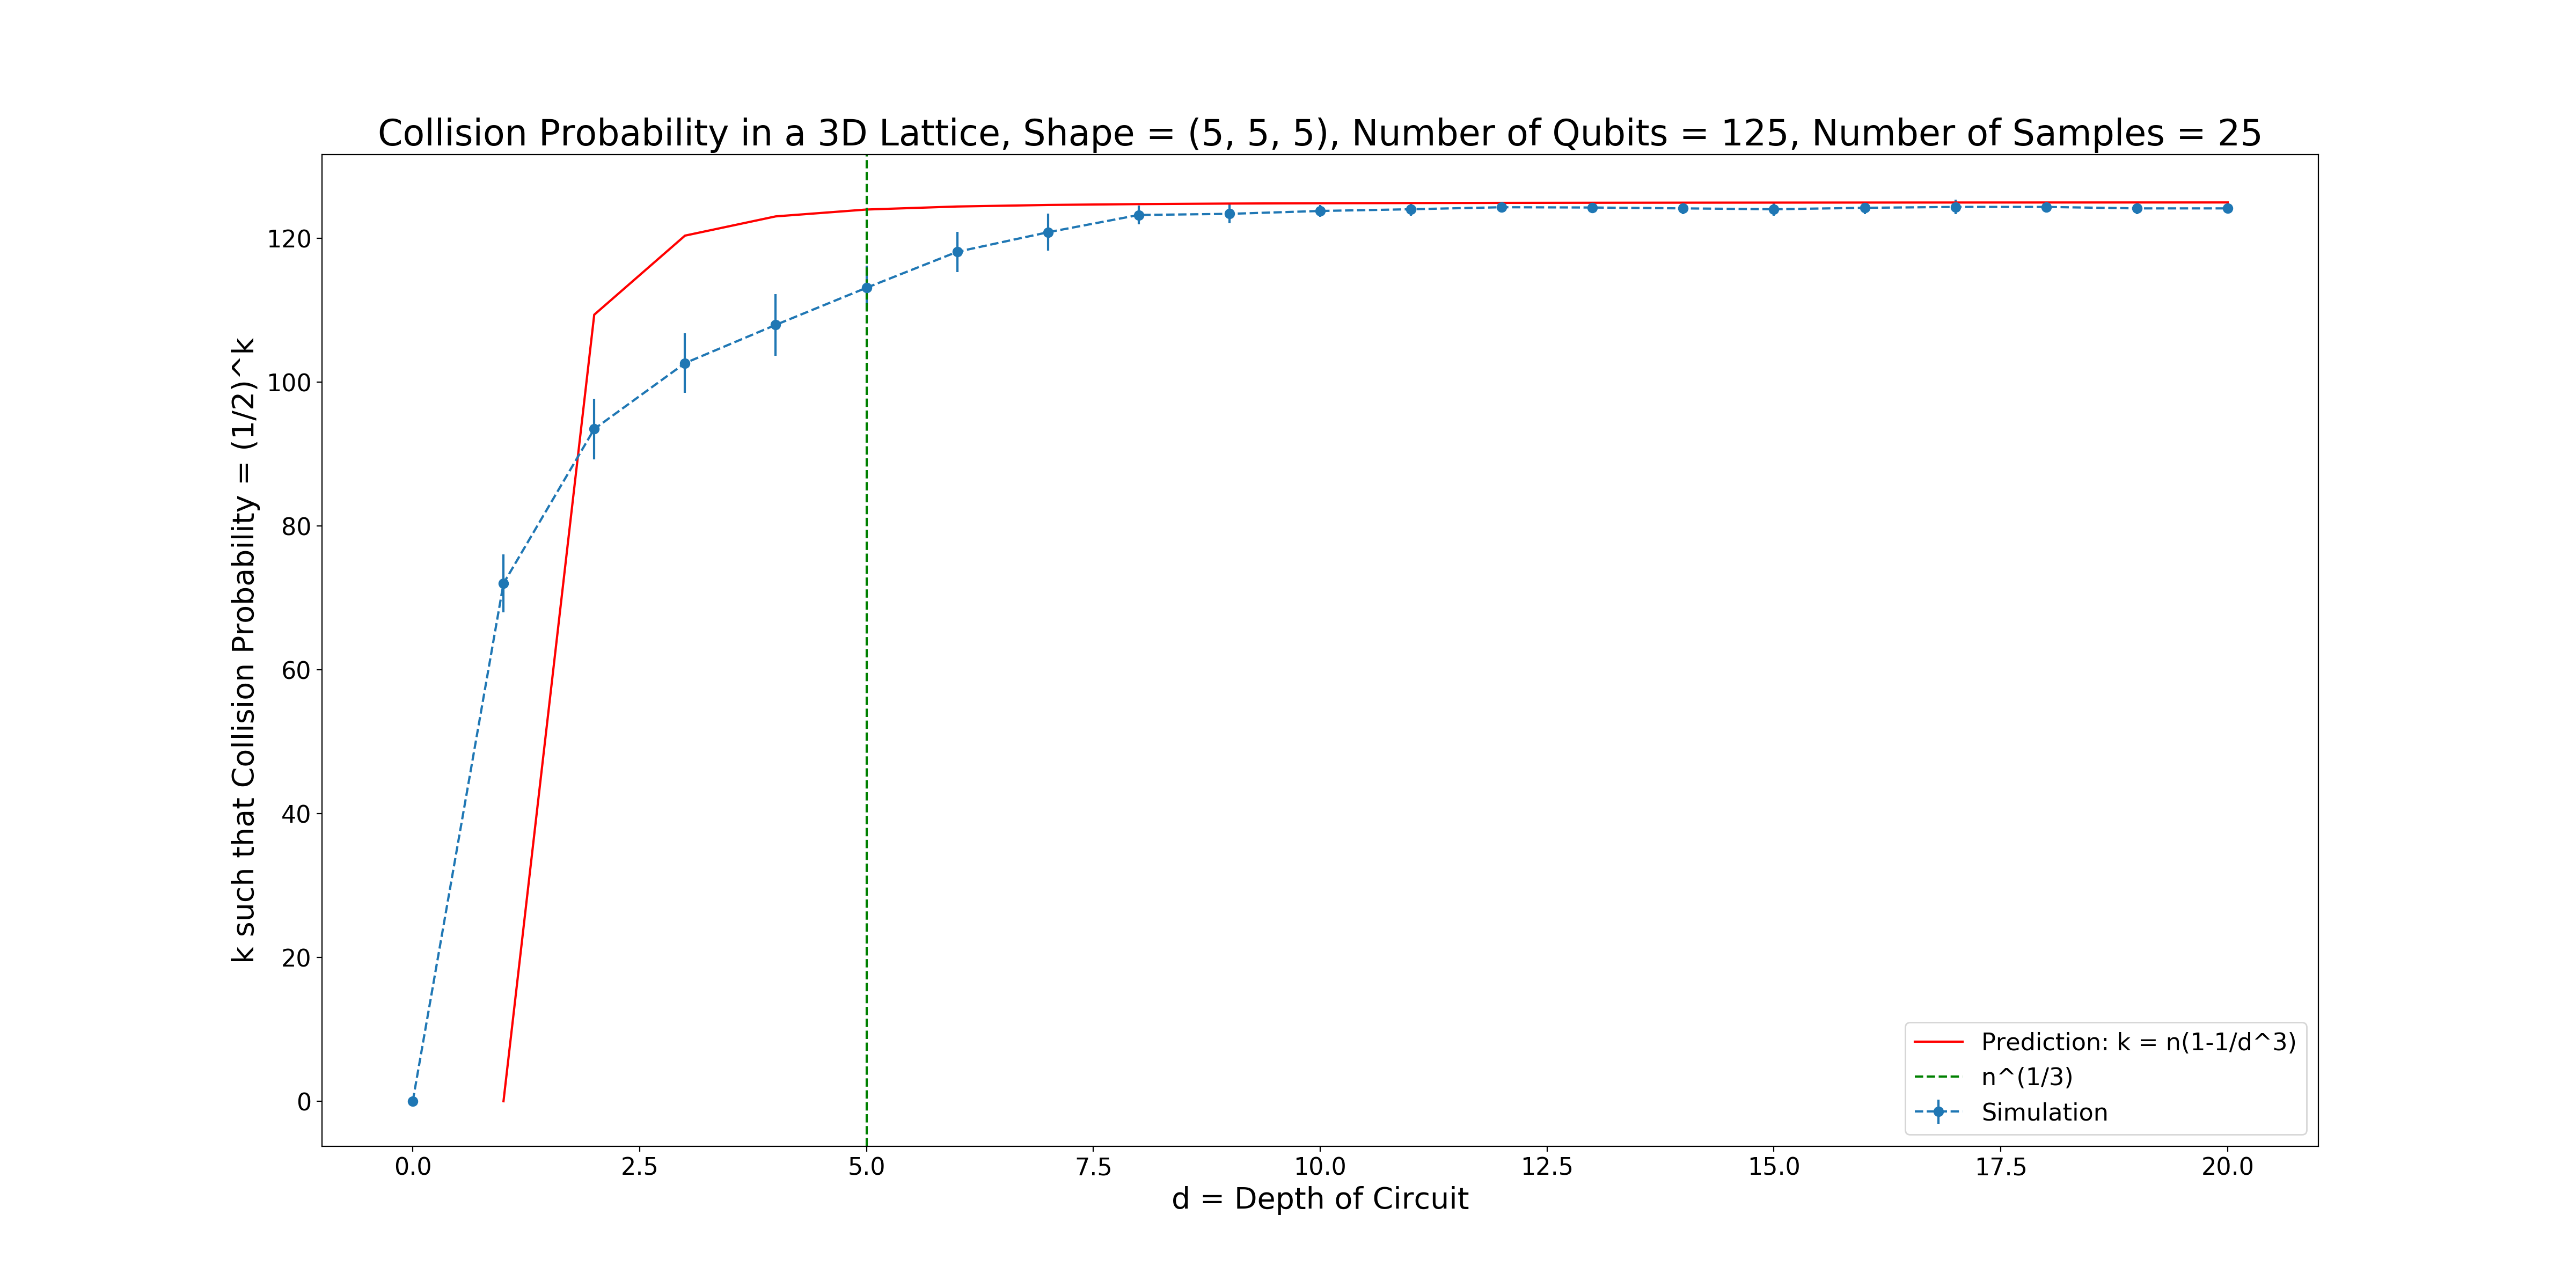 Collision Probability in a 3D Lattice, Shape = (5, 5, 5), Number of Qubits = 125, Number of Samples = 25
k such that Collision Probability = (1/2)^k
120
100
80
60
40
20
0
Prediction: k = n(1-1/d^3)
n^(1/3)
Simulation
0.0 2.5 5.0 7.5 10.0 12.5 15.0 17.5 20.0
d = Depth of Circuit